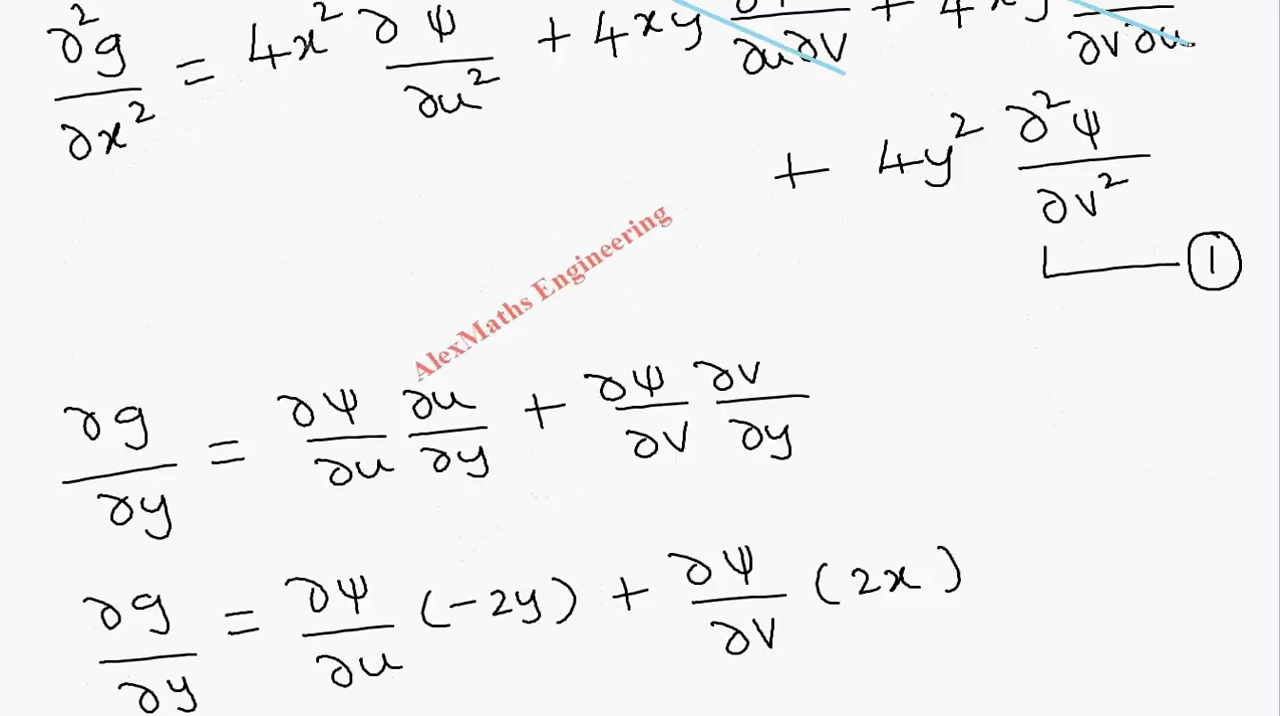 ∂²g/∂x² = 4x² ∂ψ/∂u² + 4xy /∂u∂v + 4xy /∂v∂u
+ 4y² ∂²ψ/∂v²
①
AlexMaths Engineering
∂g/∂y = ∂ψ/∂u ∂u/∂y + ∂ψ/∂v ∂v/∂y
∂g/∂y = ∂ψ/∂u (-2y) + ∂ψ/∂v (2x)